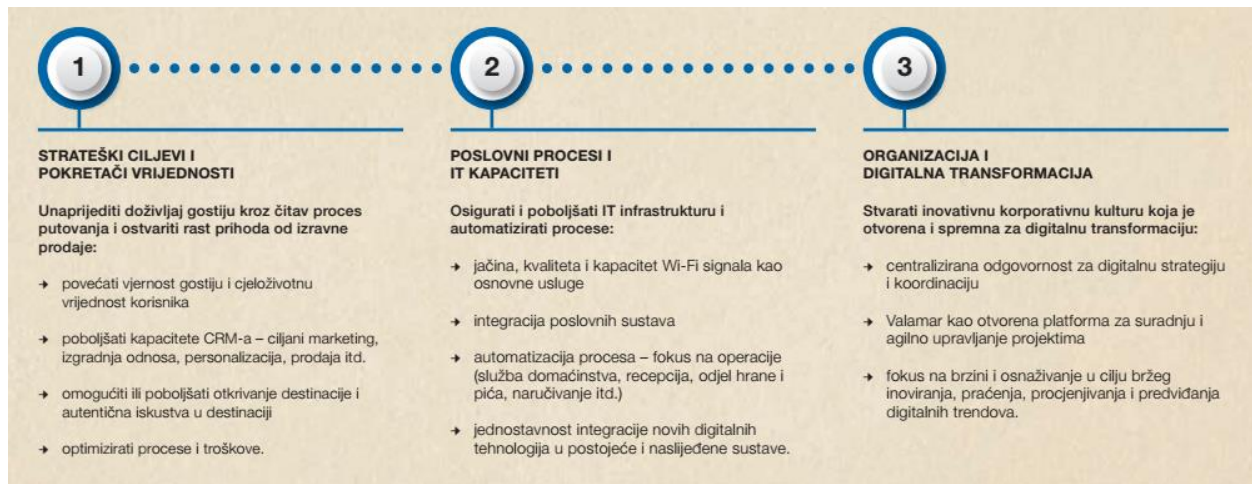 1
2
3
STRATEŠKI CILJEVI I
POKRETAČI VRIJEDNOSTI
Unaprijediti doživljaj gostiju kroz čitav proces
putovanja i ostvariti rast prihoda od izravne
prodaje:
→ povećati vjernost gostiju i cjeloživotnu
vrijednost korisnika
→ poboljšati kapacitete CRM-a – ciljani marketing,
izgradnja odnosa, personalizacija, prodaja itd.
→ omogućiti ili poboljšati otkrivanje destinacije i
autentična iskustva u destinaciji
→ optimizirati procese i troškove.
POSLOVNI PROCESI I
IT KAPACITETI
Osigurati i poboljšati IT infrastrukturu i
automatizirati procese:
→ jačina, kvaliteta i kapacitet Wi-Fi signala kao
osnovne usluge
→ integracija poslovnih sustava
→ automatizacija procesa – fokus na operacije
(služba domaćinstva, recepcija, odjel hrane i
pića, naručivanje itd.)
→ jednostavnost integracije novih digitalnih
tehnologija u postojeće i naslijeđene sustave.
ORGANIZACIJA I
DIGITALNA TRANSFORMACIJA
Stvarati inovativnu korporativnu kulturu koja je
otvorena i spremna za digitalnu transformaciju:
→ centralizirana odgovornost za digitalnu strategiju
i koordinaciju
→ Valamar kao otvorena platforma za suradnju i
agilno upravljanje projektima
→ fokus na brzini i osnaživanje u cilju bržeg
inoviranja, praćenja, procjenjivanja i predviđanja
digitalnih trendova.